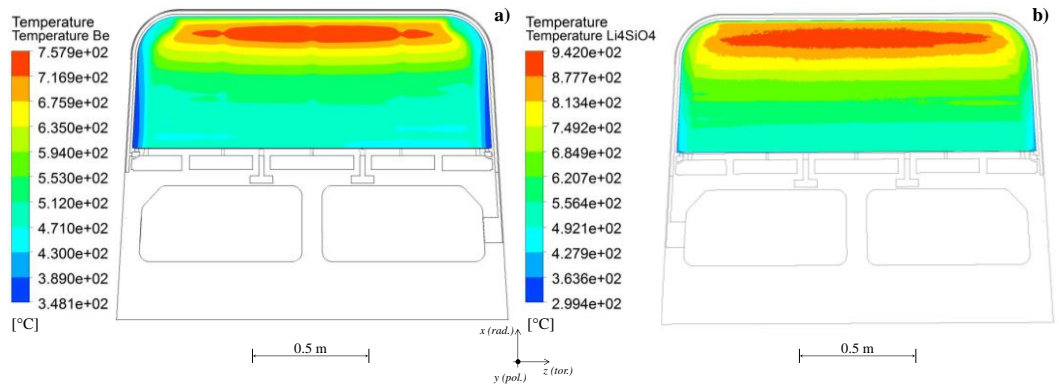 a)
Temperature
Temperature Be
7.579e+02
7.169e+02
6.759e+02
6.350e+02
5.940e+02
5.530e+02
5.120e+02
4.710e+02
4.300e+02
3.890e+02
3.481e+02
[°C]
0.5 m
x (rad.)
y (pol.)
z (tor.)
b)
Temperature
Temperature Li4SiO4
9.420e+02
8.777e+02
8.134e+02
7.492e+02
6.849e+02
6.207e+02
5.564e+02
4.921e+02
4.279e+02
3.636e+02
2.994e+02
[°C]
0.5 m